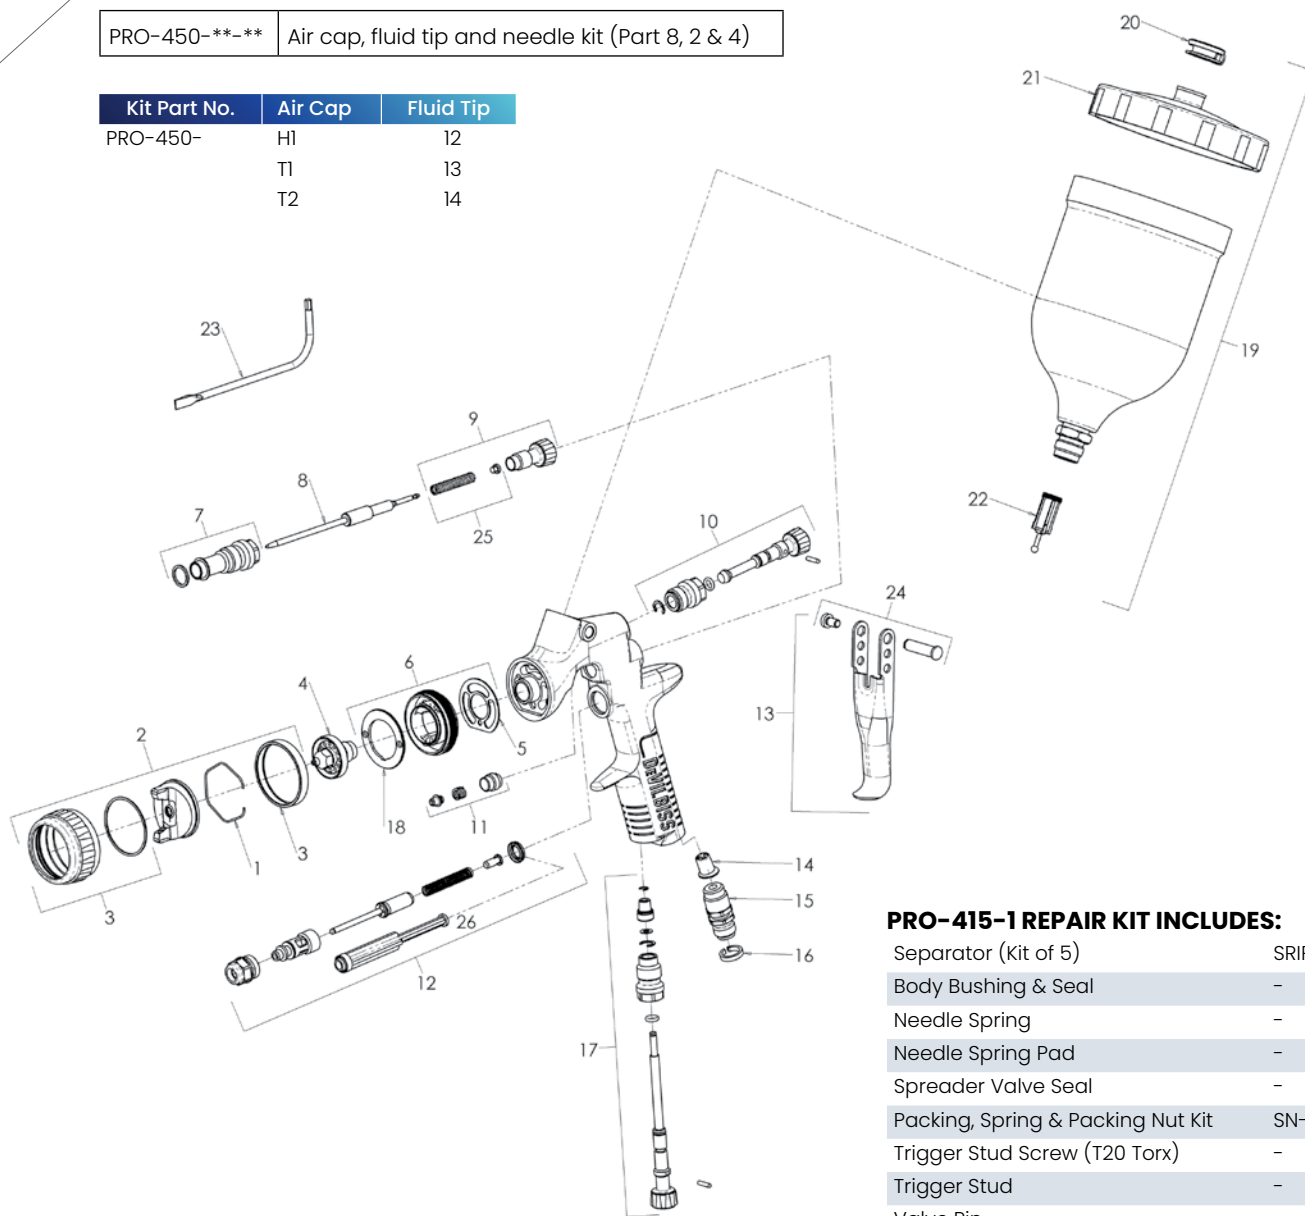 PRO-450-**-** Air cap, fluid tip and needle kit (Part 8, 2 & 4)
Kit Part No. Air Cap Fluid Tip
PRO-450- H1 12
T1 13
T2 14
20
21
19
23
9
8
7
25
22
10
24
6
4
13
2
5
18
11
1
3
3
DEVILBISS
14
15
26
16
12
17
PRO-415-1 REPAIR KIT INCLUDES:
Separator (Kit of 5)
Body Bushing & Seal -
Needle Spring -
Needle Spring Pad -
Spreader Valve Seal -
Packing, Spring & Packing Nut Kit SN-
Trigger Stud Screw (T20 Torx) -
Trigger Stud -